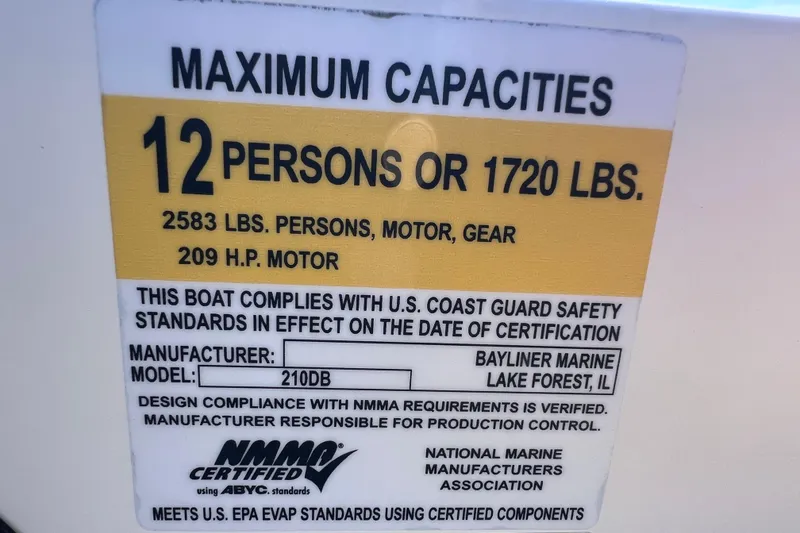 MAXIMUM CAPACITIES
12 PERSONS OR 1720 LBS.
2583 LBS. PERSONS, MOTOR, GEAR
209 H.P. MOTOR
THIS BOAT COMPLIES WITH U.S. COAST GUARD SAFETY
STANDARDS IN EFFECT ON THE DATE OF CERTIFICATION
MANUFACTURER: BAYLINER MARINE
MODEL: 210DB LAKE FOREST, IL
DESIGN COMPLIANCE WITH NMMA REQUIREMENTS IS VERIFIED.
MANUFACTURER RESPONSIBLE FOR PRODUCTION CONTROL.
NMMA®
CERTIFIED
using ABYC. standards
NATIONAL MARINE
MANUFACTURERS
ASSOCIATION
MEETS U.S. EPA EVAP STANDARDS USING CERTIFIED COMPONENTS